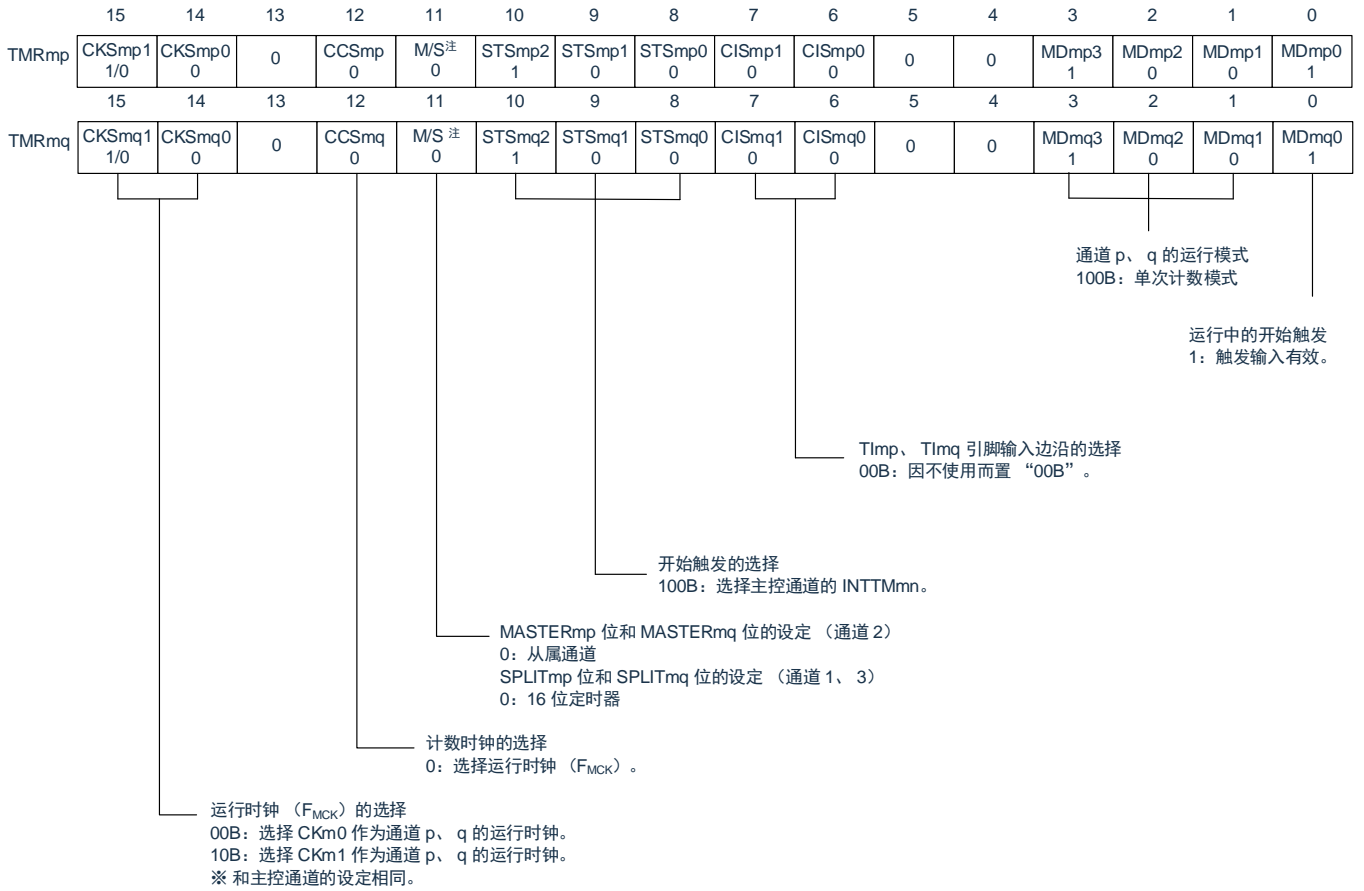 15 14 13 12 11 10 9 8 7 6 5 4 3 2 1 0
TMRmp CKSmp1 CKSmp0 0 CCSmp M/S注 STSmp2 STSmp1 STSmp0 CISmp1 CISmp0 0 0 MDmp3 MDmp2 MDmp1 MDmp0
1/0 0 0 0 1 0 0 0 0 1 0 0 1
15 14 13 12 11 10 9 8 7 6 5 4 3 2 1 0
TMRmq CKSmq1 CKSmq0 0 CCSmq M/S 注 STSmq2 STSmq1 STSmq0 CISmq1 CISmq0 0 0 MDmq3 MDmq2 MDmq1 MDmq0
1/0 0 0 0 1 0 0 0 0 1 0 0 1
通道 p、 q 的运行模式
100B：单次计数模式
运行中的开始触发
1：触发输入有效。
TImp、 TImq 引脚输入边沿的选择
00B：因不使用而置 “00B”。
开始触发的选择
100B：选择主控通道的 INTTMmn。
MASTERmp 位和 MASTERmq 位的设定 （通道 2）
0：从属通道
SPLITmp 位和 SPLITmq 位的设定 （通道 1、 3）
0：16 位定时器
计数时钟的选择
0：选择运行时钟 （FMCK）。
运行时钟 （FMCK）的选择
00B：选择 CKm0 作为通道 p、 q 的运行时钟。
10B：选择 CKm1 作为通道 p、 q 的运行时钟。
※ 和主控通道的设定相同。